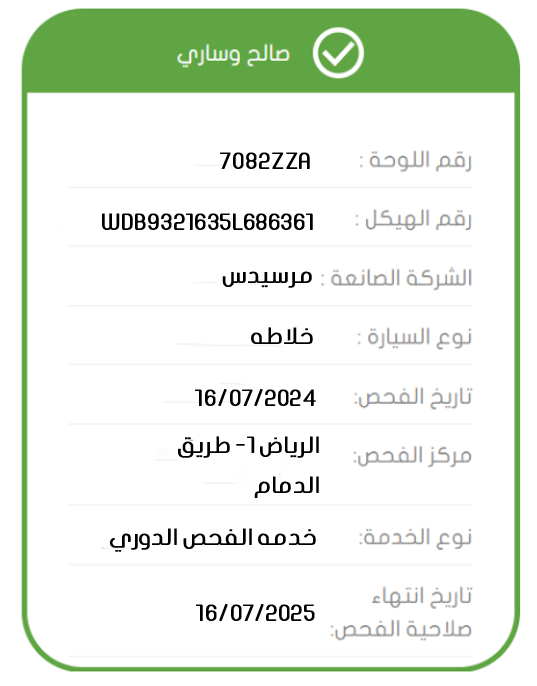 صالح وساري
رقم اللوحة : 7082ZZA
رقم الهيكل : WDB9321635L686361
الشركة الصانعة : مرسيدس
نوع السيارة : خلاطه
تاريخ الفحص: 16/07/2024
مركز الفحص: الرياض 1- طريق
الدمام
نوع الخدمة: خدمه الفحص الدوري
تاريخ انتهاء
صلاحية الفحص: 16/07/2025